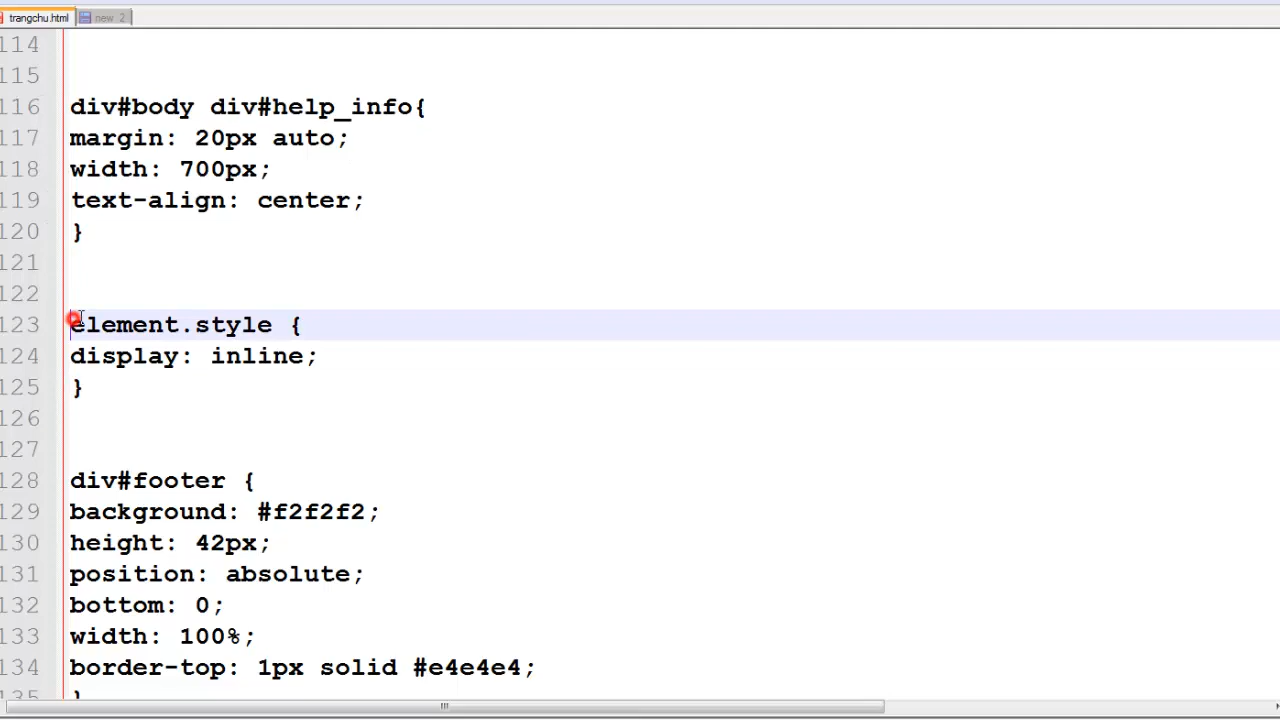 trangchu.html new 2
114
115
116 div#body div#help_info{
117 margin: 20px auto;
118 width: 700px;
119 text-align: center;
120 }
121
122
123 element.style {
124 display: inline;
125 }
126
127
128 div#footer {
129 background: #f2f2f2;
130 height: 42px;
131 position: absolute;
132 bottom: 0;
133 width: 100%;
134 border-top: 1px solid #e4e4e4;
135 }